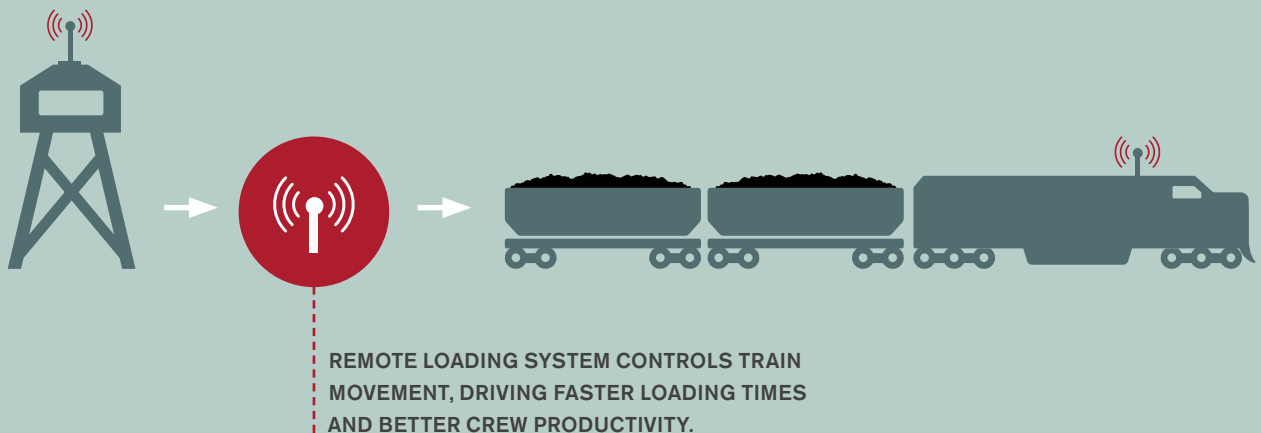 REMOTE LOADING SYSTEM CONTROLS TRAIN
MOVEMENT, DRIVING FASTER LOADING TIMES
AND BETTER CREW PRODUCTIVITY.